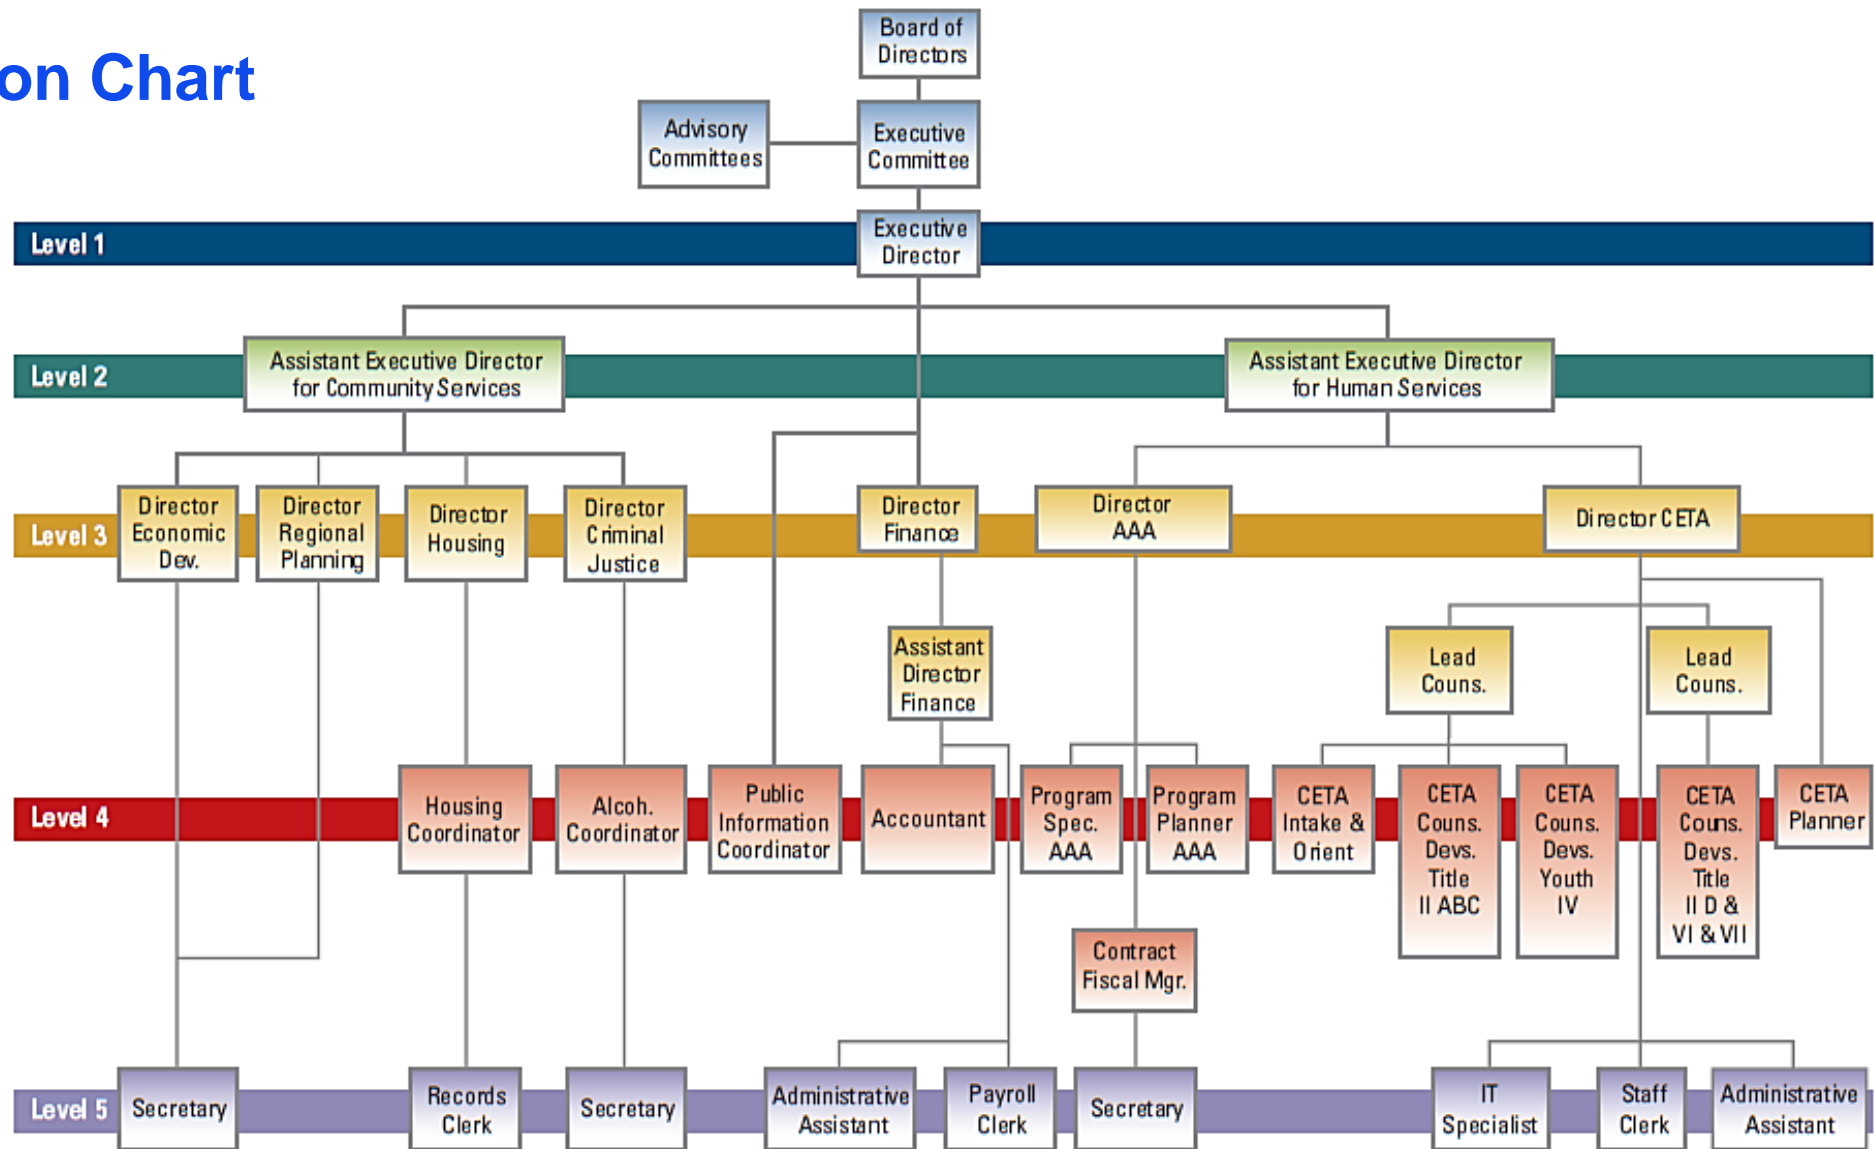 on Chart
Board of
Directors
Advisory
Committees
Executive
Committee
Level 1
Executive
Director
Level 2
Assistant Executive Director
for Community Services
Assistant Executive Director
for Human Services
Level 3
Director
Economic
Dev.
Director
Regional
Planning
Director
Housing
Director
Criminal
Justice
Director
Finance
Director
AAA
Director CETA
Assistant
Director
Finance
Lead
Couns.
Lead
Couns.
Level 4
Housing
Coordinator
Alcoh.
Coordinator
Public
Information
Coordinator
Accountant
Program
Spec.
AAA
Program
Planner
AAA
CETA
Intake &
Orient
CETA
Couns.
Devs.
Title
II ABC
CETA
Couns.
Devs.
Youth
IV
CETA
Couns.
Devs.
Title
II D &
VI & VII
CETA
Planner
Contract
Fiscal Mgr.
Level 5
Secretary
Records
Clerk
Secretary
Administrative
Assistant
Payroll
Clerk
Secretary
IT
Specialist
Staff
Clerk
Administrative
Assistant